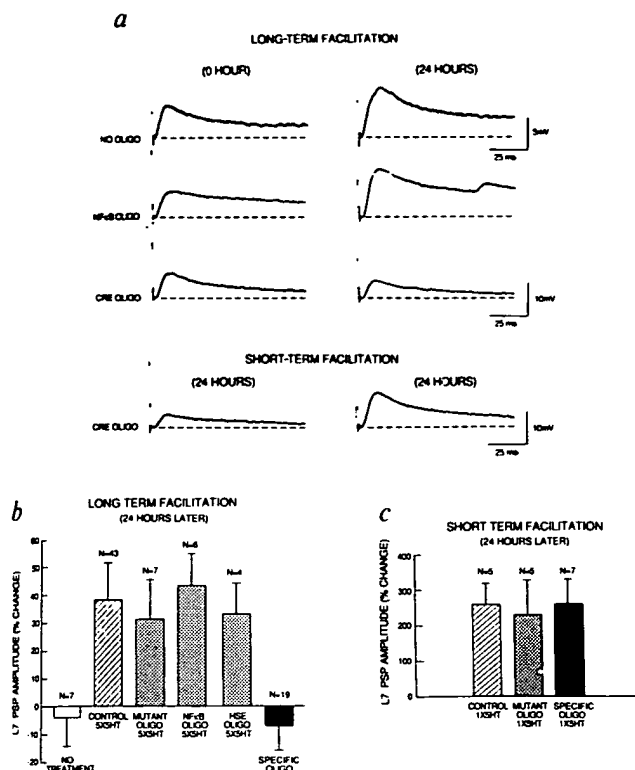 a
LONG-TERM FACILITATION
(0 HOUR) (24 HOURS)
NO OLIGO
5mV
25 ms
NFκB OLIGO
CRE OLIGO
10mV
25 ms
SHORT-TERM FACILITATION
(24 HOURS) (24 HOURS)
CRE OLIGO
10mV
25 ms
b
LONG TERM FACILITATION
(24 HOURS LATER)
L7 PSP AMPLITUDE (% CHANGE)
60
50
40
30
20
10
0
-10
-20
N=7
N=43
N=7
N=6
N=4
N=19
NO TREATMENT
CONTROL 5X5HT
MUTANT OLIGO 5X5HT
NFκB OLIGO 5X5HT
HSE OLIGO 5X5HT
SPECIFIC OLIGO
c
SHORT TERM FACILITATION
(24 HOURS LATER)
L7 PSP AMPLITUDE (% CHANGE)
400
300
200
100
0
N=5
N=6
N=7
CONTROL 1X5HT
MUTANT OLIGO 1X5HT
SPECIFIC OLIGO 1X5HT